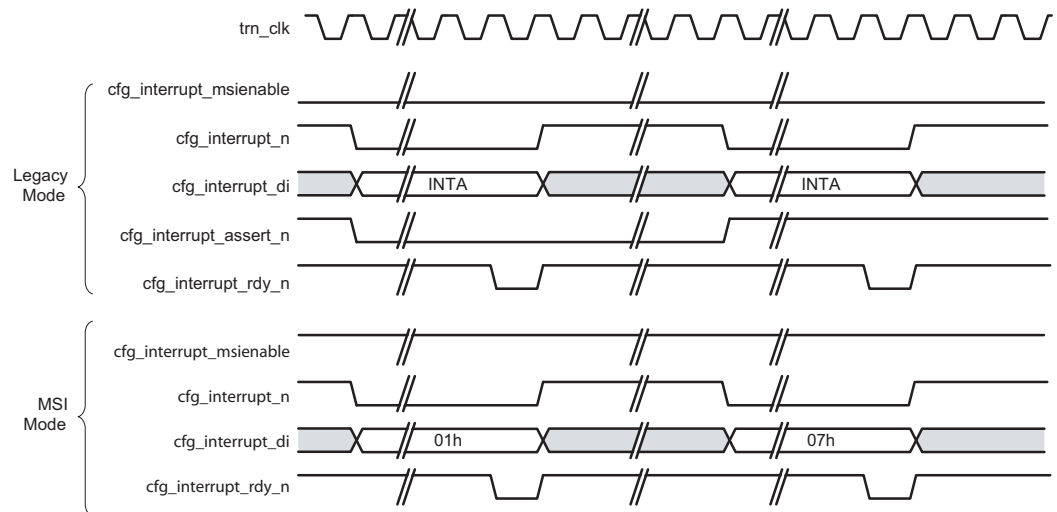 trn_clk
Legacy
Mode
cfg_interrupt_msienable
cfg_interrupt_n
cfg_interrupt_di
INTA
INTA
cfg_interrupt_assert_n
cfg_interrupt_rdy_n
MSI
Mode
cfg_interrupt_msienable
cfg_interrupt_n
cfg_interrupt_di
01h
07h
cfg_interrupt_rdy_n